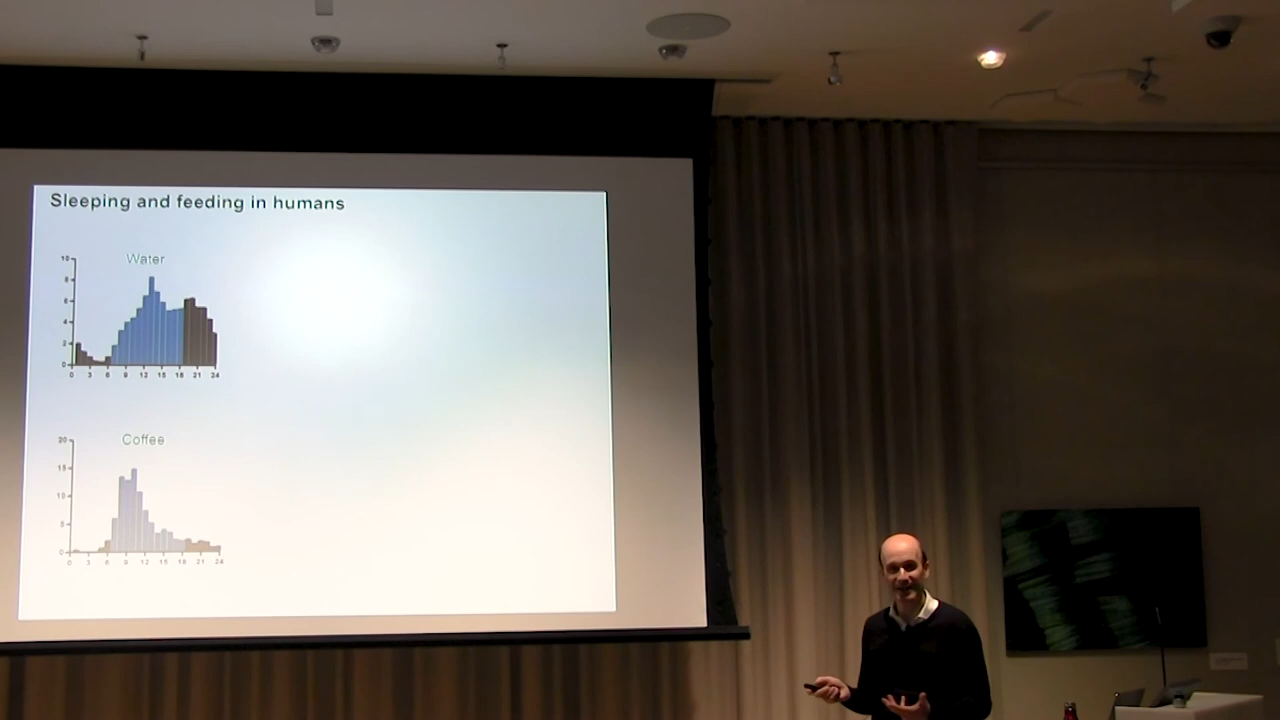 Sleeping and feeding in humans
Water
10
8
6
4
2
0
0 3 6 9 12 15 18 21 24
Coffee
20
15
10
5
0
0 3 6 9 12 15 18 21 24